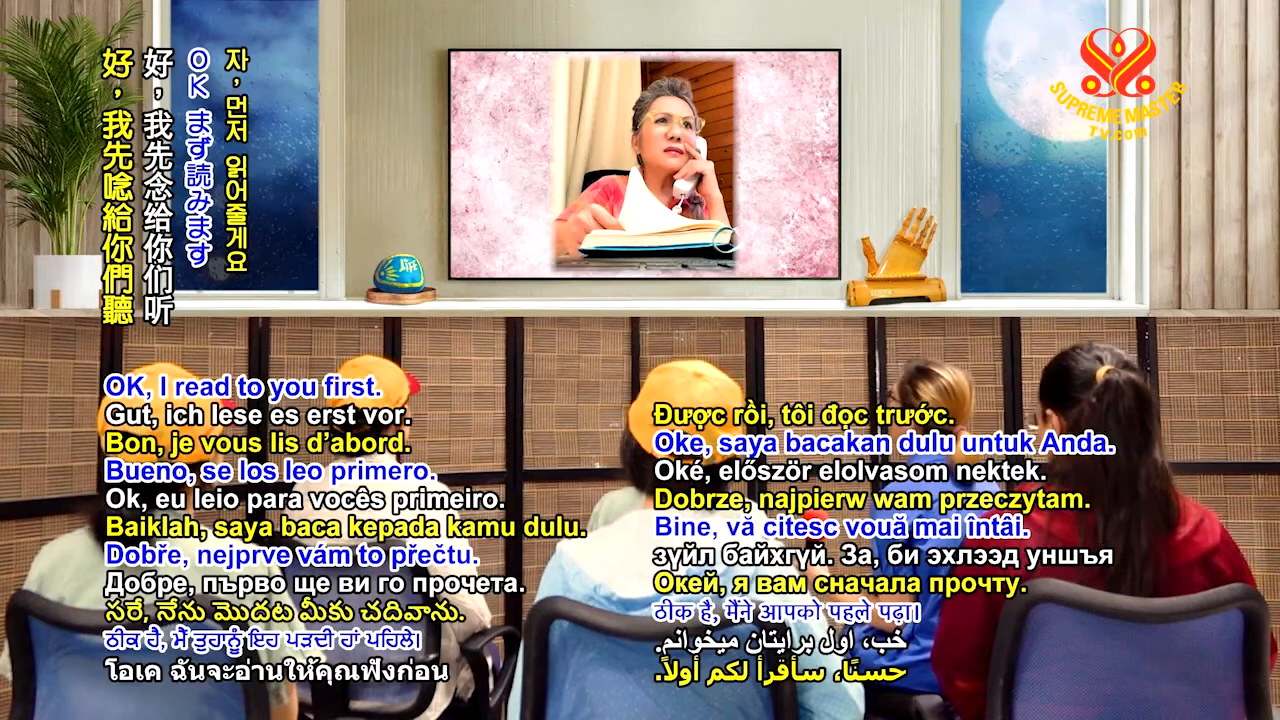 好，我先唸給你們聽
好，我先念给你们听
OK まず読みます
자, 먼저 읽어줄게요
SUPREME MASTER
TV.com
OK, I read to you first.
Gut, ich lese es erst vor.
Bon, je vous lis d’abord.
Bueno, se los leo primero.
Ok, eu leio para vocês primeiro.
Baiklah, saya baca kepada kamu dulu.
Dobře, nejprve vám to přečtu.
Добре, първо ще ви го прочета.
సరే, నేను మొదట మీకు చదివాను.
ਠੀਕ ਹੈ, ਮੈਂ ਤੁਹਾਨੂੰ ਇਹ ਪੜਦੀ ਹਾਂ ਪਹਿਲੇ।
โอเค ฉันจะอ่านให้คุณฟังก่อน
Được rồi, tôi đọc trước.
Oke, saya bacakan dulu untuk Anda.
Oké, először elolvasom nektek.
Dobrze, najpierw wam przeczytam.
Bine, vă citesc vouă mai întâi.
зүйл байхгүй. За, би эхлээд уншъя
Окей, я вам сначала прочту.
ठीक है, मैंने आपको पहले पढ़ा।
خب، اول برایتان میخوانم.
حسنًا، سأقرأ لكم أولاً.